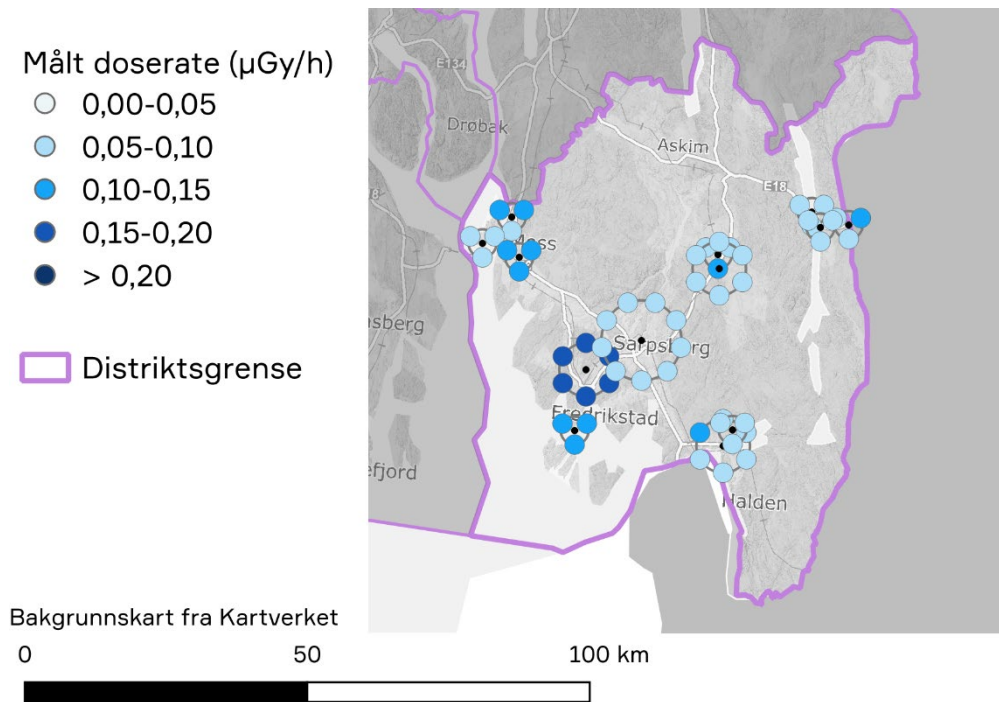 Målt doserate (µGy/h)
0,00-0,05
0,05-0,10
0,10-0,15
0,15-0,20
> 0,20
Distriktsgrense
Bakgrunnskart fra Kartverket
0 50 100 km
E134
Drøbak
Askim
E18
Moss
Sarpsborg
Fredrikstad
Halden